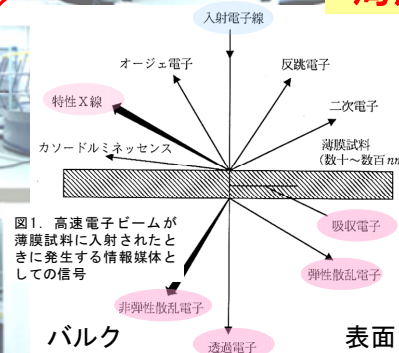 入射電子線
オージェ電子
反跳電子
特性X線
二次電子
カソードルミネッセンス
薄膜試料
(数十～数百nm
図1. 高速電子ビームが
薄膜試料に入射されたと
きに発生する情報媒体と
しての信号
吸収電子
弾性散乱電子
非弾性散乱電子
透過電子
バルク
表面